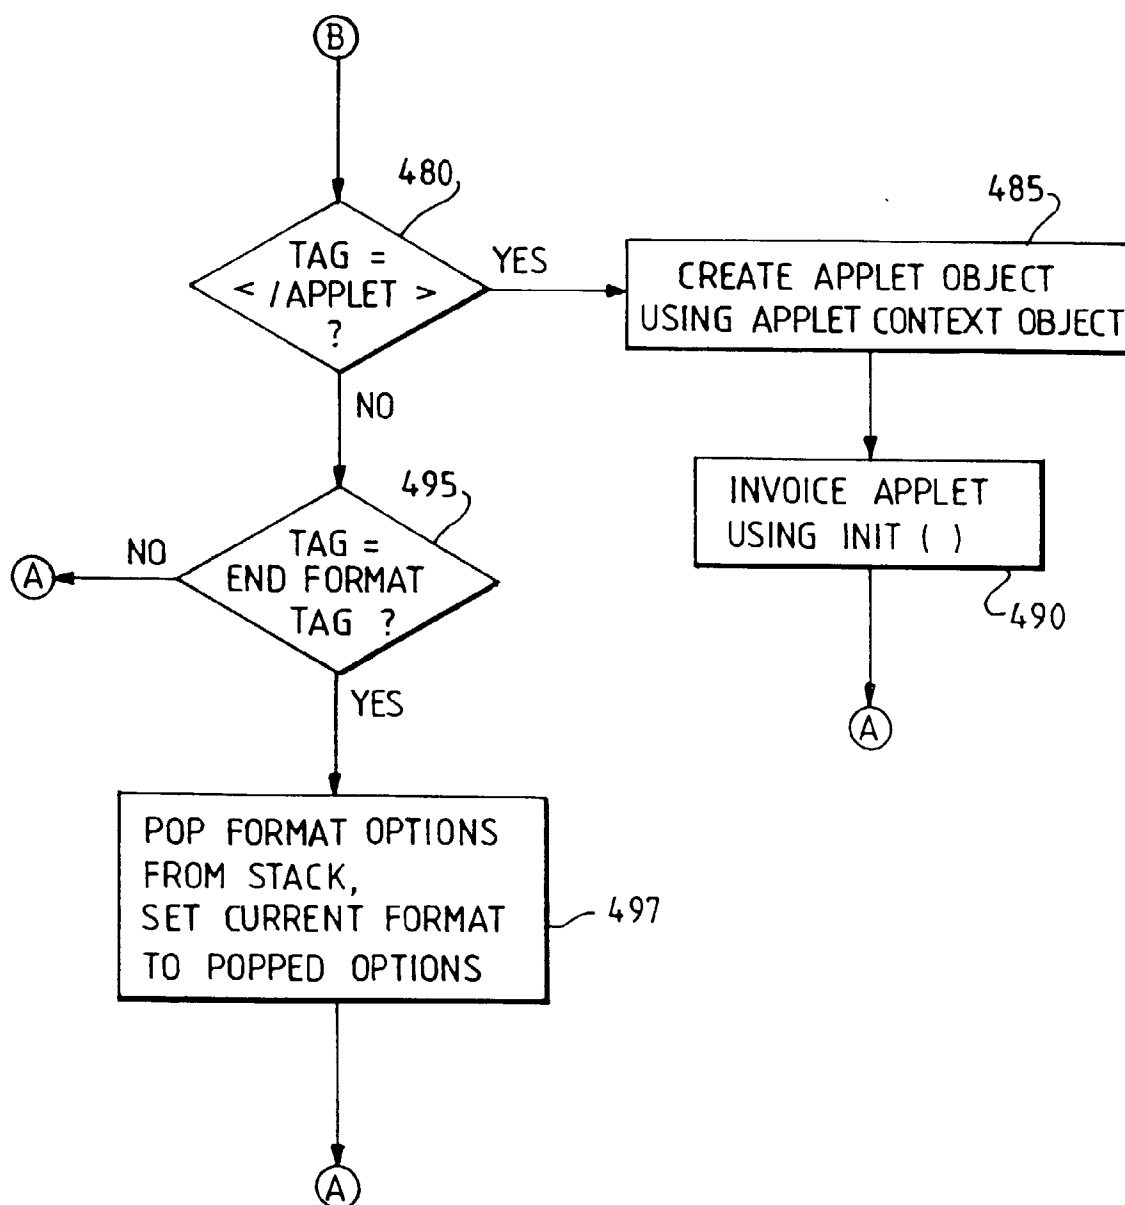 B
480
TAG =
< /APPLET >
?
YES
NO
485
CREATE APPLET OBJECT
USING APPLET CONTEXT OBJECT
INVOICE APPLET
USING INIT ( )
490
A
495
TAG =
END FORMAT
TAG ?
NO
A
YES
POP FORMAT OPTIONS
FROM STACK,
SET CURRENT FORMAT
TO POPPED OPTIONS
497
A